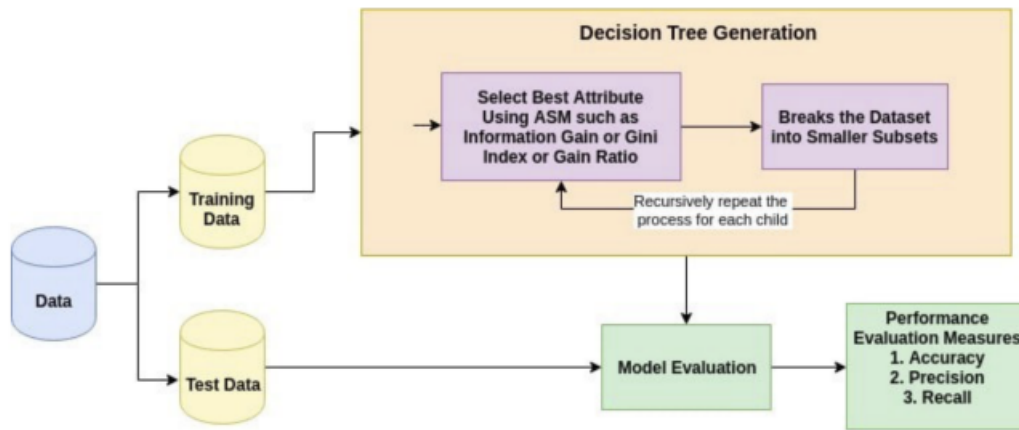 Decision Tree Generation
Select Best Attribute
Using ASM such as
Information Gain or Gini
Index or Gain Ratio
Breaks the Dataset
into Smaller Subsets
Recursively repeat the
process for each child
Training
Data
Data
Test Data
Model Evaluation
Performance
Evaluation Measures
1. Accuracy
2. Precision
3. Recall